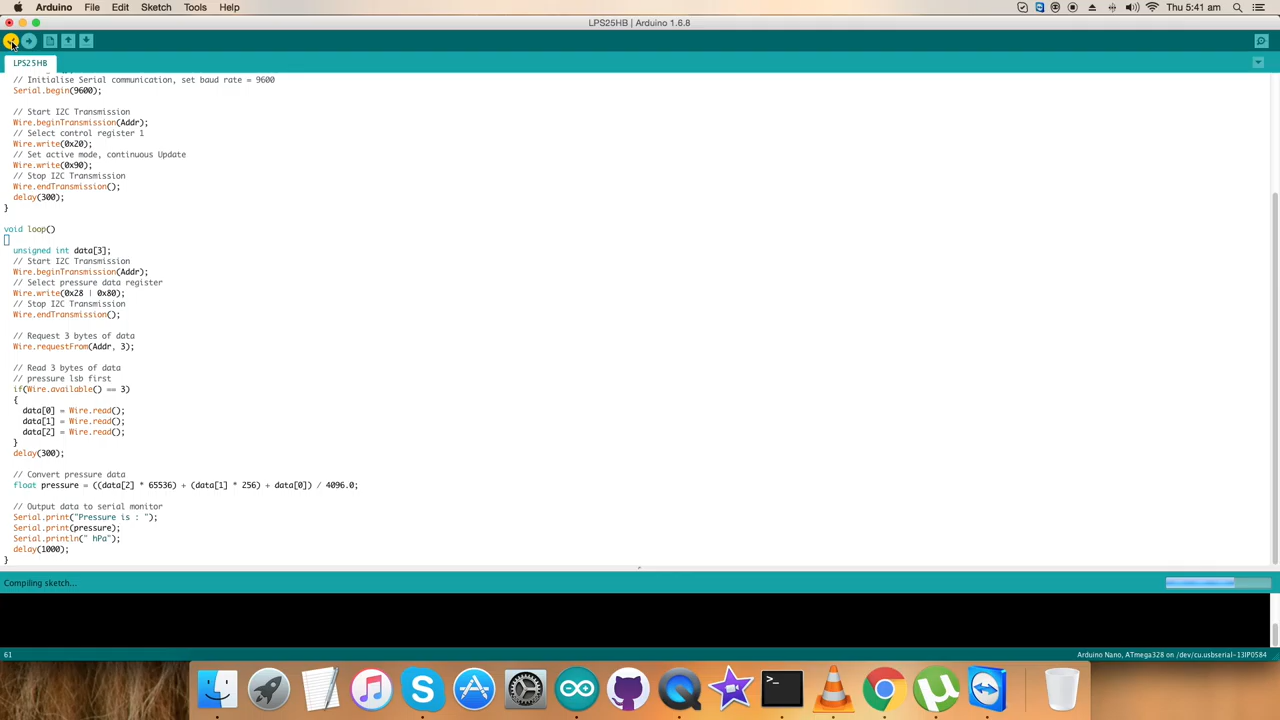 Arduino File Edit Sketch Tools Help Thu 5:41 am
LPS25HB | Arduino 1.6.8
LPS25HB
// Initialise Serial communication, set baud rate = 9600
Serial.begin(9600);
// Start I2C Transmission
Wire.beginTransmission(Addr);
// Select control register 1
Wire.write(0x20);
// Set active mode, continuous Update
Wire.write(0x90);
// Stop I2C Transmission
Wire.endTransmission();
delay(300);
}
void loop()
unsigned int data[3];
// Start I2C Transmission
Wire.beginTransmission(Addr);
// Select pressure data register
Wire.write(0x28 | 0x80);
// Stop I2C Transmission
Wire.endTransmission();
// Request 3 bytes of data
Wire.requestFrom(Addr, 3);
// Read 3 bytes of data
// pressure lsb first
if(Wire.available() == 3)
{
data[0] = Wire.read();
data[1] = Wire.read();
data[2] = Wire.read();
}
delay(300);
// Convert pressure data
float pressure = ((data[2] * 65536) + (data[1] * 256) + data[0]) / 4096.0;
// Output data to serial monitor
Serial.print("Pressure is : ");
Serial.print(pressure);
Serial.println(" hPa");
delay(1000);
}
Compiling sketch...
61 Arduino Nano, ATmega328 on /dev/cu.usbserial-13IP0584